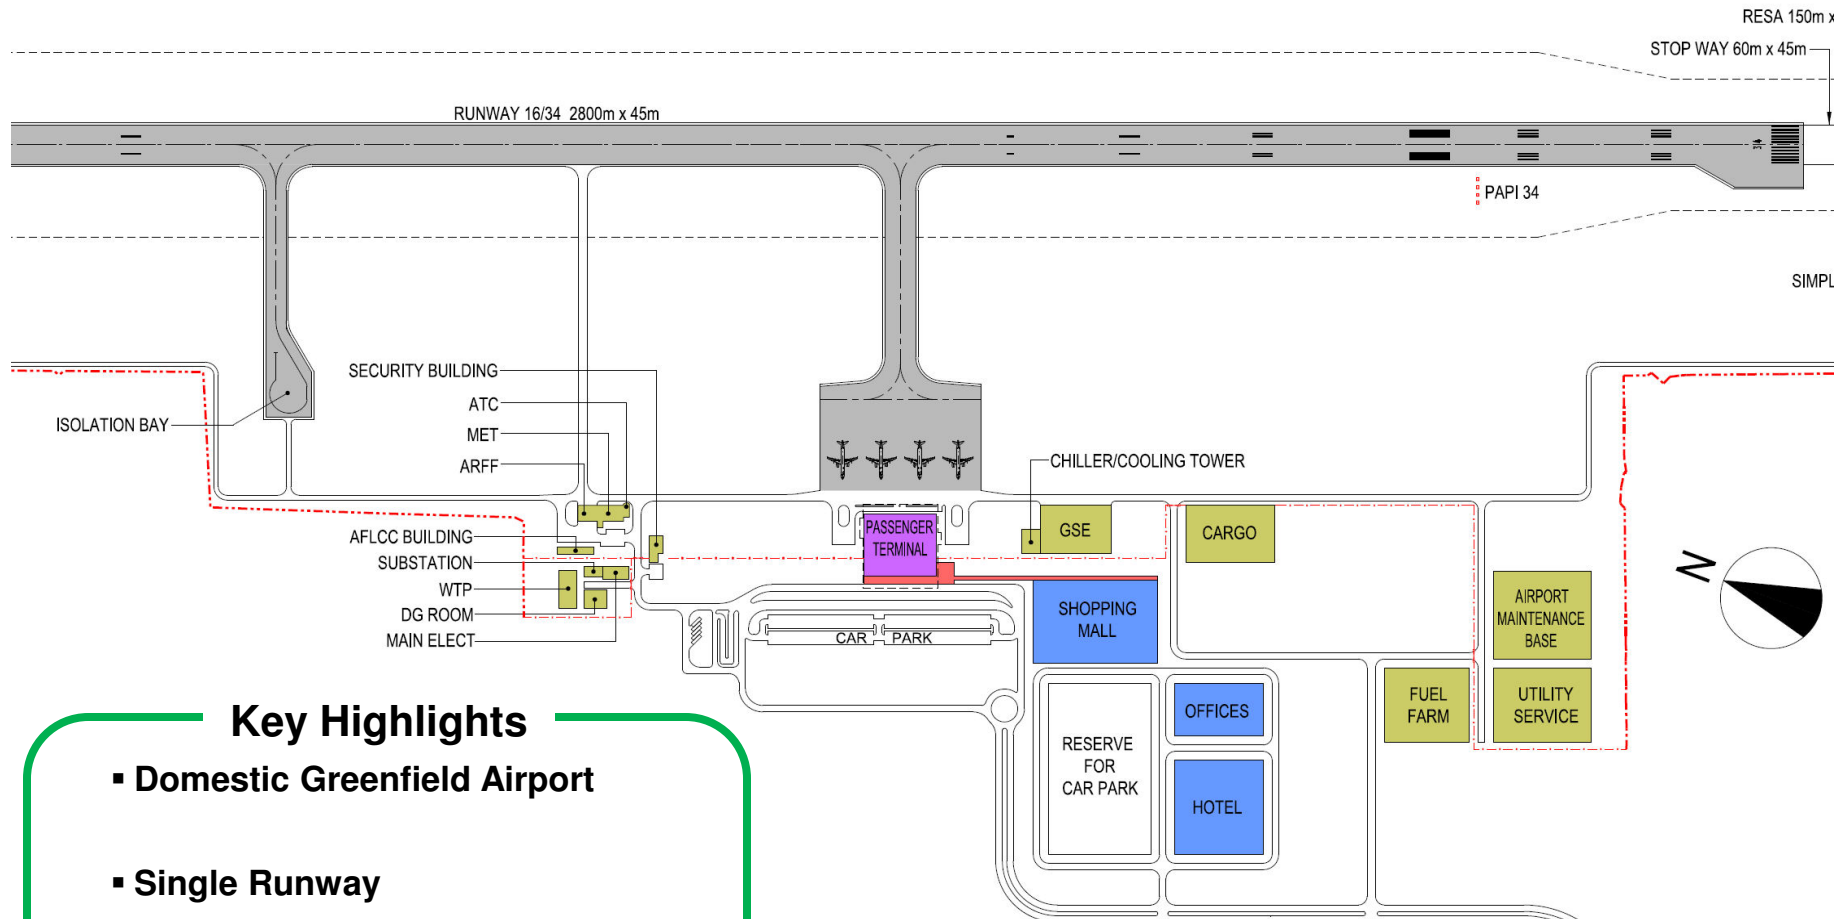 RESA 150m x
STOP WAY 60m x 45m
RUNWAY 16/34 2800m x 45m
34
PAPI 34
SIMPL
SECURITY BUILDING
ATC
MET
ARFF
ISOLATION BAY
CHILLER/COOLING TOWER
AFLCC BUILDING
SUBSTATION
WTP
DG ROOM
MAIN ELECT
PASSENGER
TERMINAL
GSE
CARGO
N
SHOPPING
MALL
CAR PARK
AIRPORT
MAINTENANCE
BASE
FUEL
FARM
UTILITY
SERVICE
OFFICES
RESERVE
FOR
CAR PARK
HOTEL
Key Highlights
▪ Domestic Greenfield Airport
▪ Single Runway